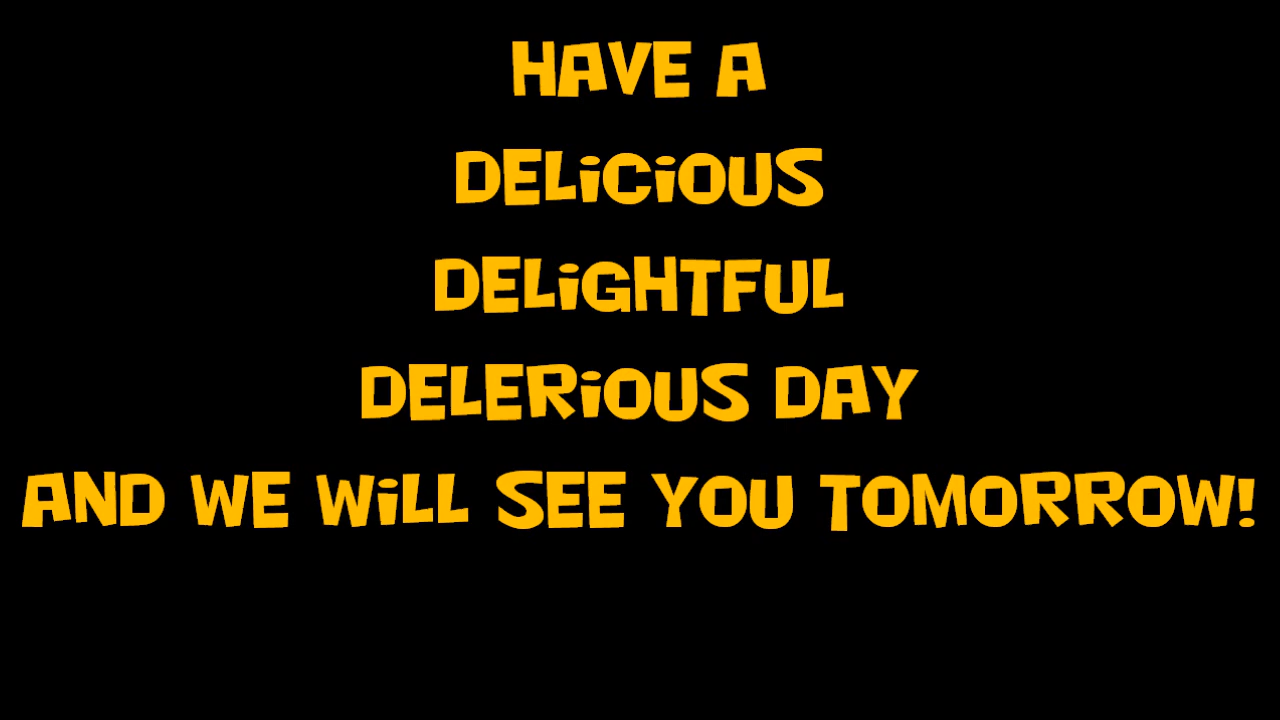 HAVE A
DELiCiOUS
DELiGHTFUL
DELERiOUS DAY
AND WE WiLL SEE YOU TOMORROW!